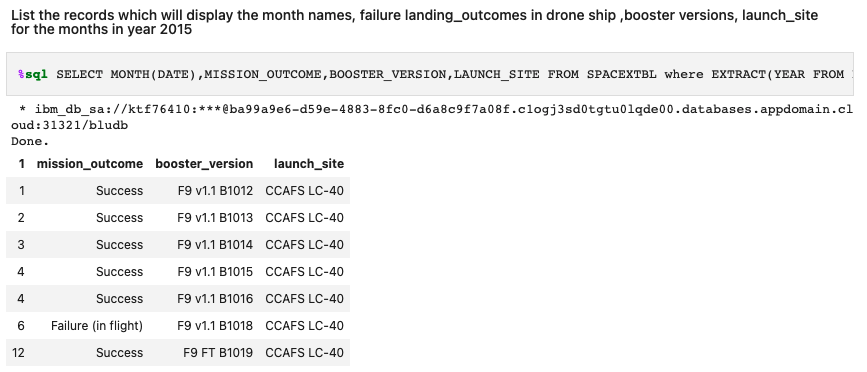 List the records which will display the month names, failure landing_outcomes in drone ship ,booster versions, launch_site
for the months in year 2015
%sql SELECT MONTH(DATE),MISSION_OUTCOME,BOOSTER_VERSION,LAUNCH_SITE FROM SPACEXTBL where EXTRACT(YEAR FROM
* ibm_db_sa://ktf76410:***@ba99a9e6-d59e-4883-8fc0-d6a8c9f7a08f.c1ogj3sd0tgtu0lqde00.databases.appdomain.cl
oud:31321/bludb
Done.
1 mission_outcome booster_version launch_site
1 Success F9 v1.1 B1012 CCAFS LC-40
2 Success F9 v1.1 B1013 CCAFS LC-40
3 Success F9 v1.1 B1014 CCAFS LC-40
4 Success F9 v1.1 B1015 CCAFS LC-40
4 Success F9 v1.1 B1016 CCAFS LC-40
6 Failure (in flight) F9 v1.1 B1018 CCAFS LC-40
12 Success F9 FT B1019 CCAFS LC-40